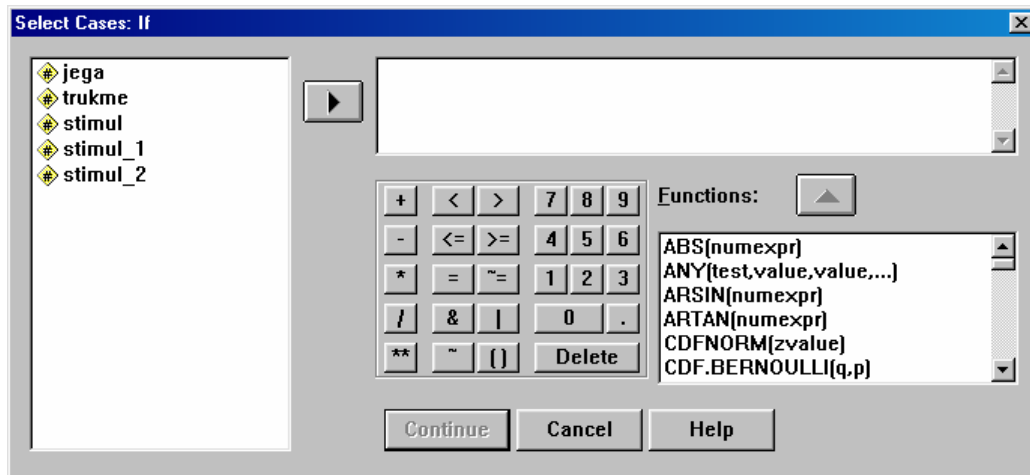 Select Cases: If
jega
trukme
stimul
stimul_1
stimul_2
+ < > 7 8 9
- <= >= 4 5 6
* = ~= 1 2 3
/ & | 0 .
** ~ () Delete
Functions:
ABS(numexpr)
ANY(test,value,value,...)
ARSIN(numexpr)
ARTAN(numexpr)
CDFNORM(zvalue)
CDF.BERNOULLI(q,p)
Continue Cancel Help